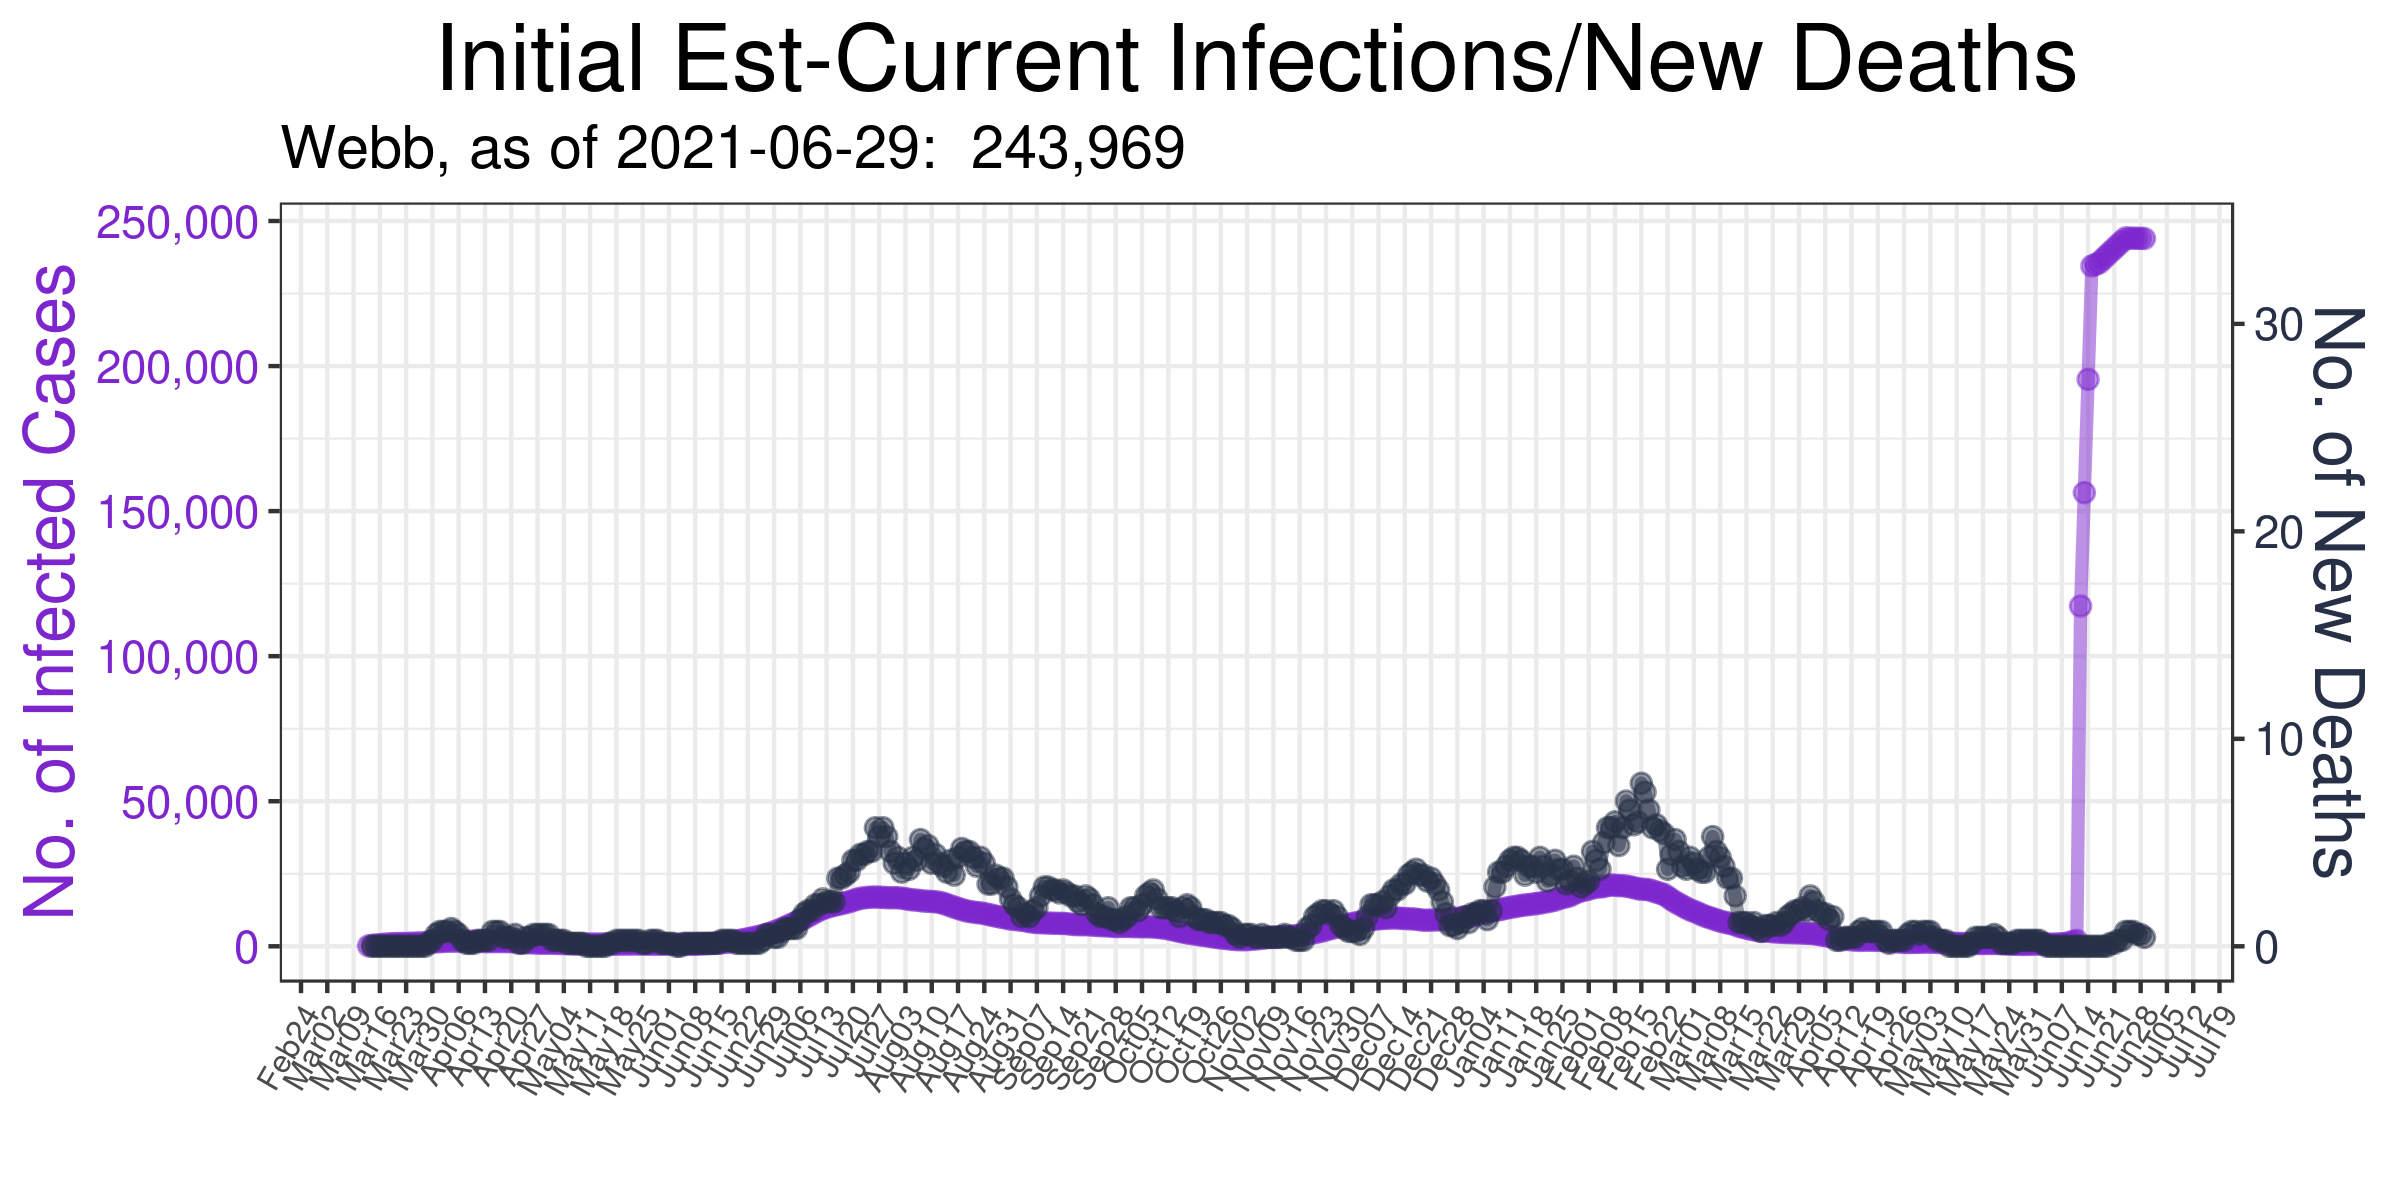 Initial Est-Current Infections/New Deaths
Webb, as of 2021-06-29:  243,969
No. of Infected Cases
250,000
200,000
150,000
100,000
50,000
0
30
20
10
0
No. of New Deaths
Feb24
Mar02
Mar09
Mar16
Mar23
Mar30
Apr06
Apr13
Apr20
Apr27
May04
May11
May18
May25
Jun01
Jun08
Jun15
Jun22
Jun29
Jul06
Jul13
Jul20
Jul27
Aug03
Aug10
Aug17
Aug24
Aug31
Sep07
Sep14
Sep21
Sep28
Oct05
Oct12
Oct19
Oct26
Nov02
Nov09
Nov16
Nov23
Nov30
Dec07
Dec14
Dec21
Dec28
Jan04
Jan11
Jan18
Jan25
Feb01
Feb08
Feb15
Feb22
Mar01
Mar08
Mar15
Mar22
Mar29
Apr05
Apr12
Apr19
Apr26
May03
May10
May17
May24
May31
Jun07
Jun14
Jun21
Jun28
Jul05
Jul12
Jul19